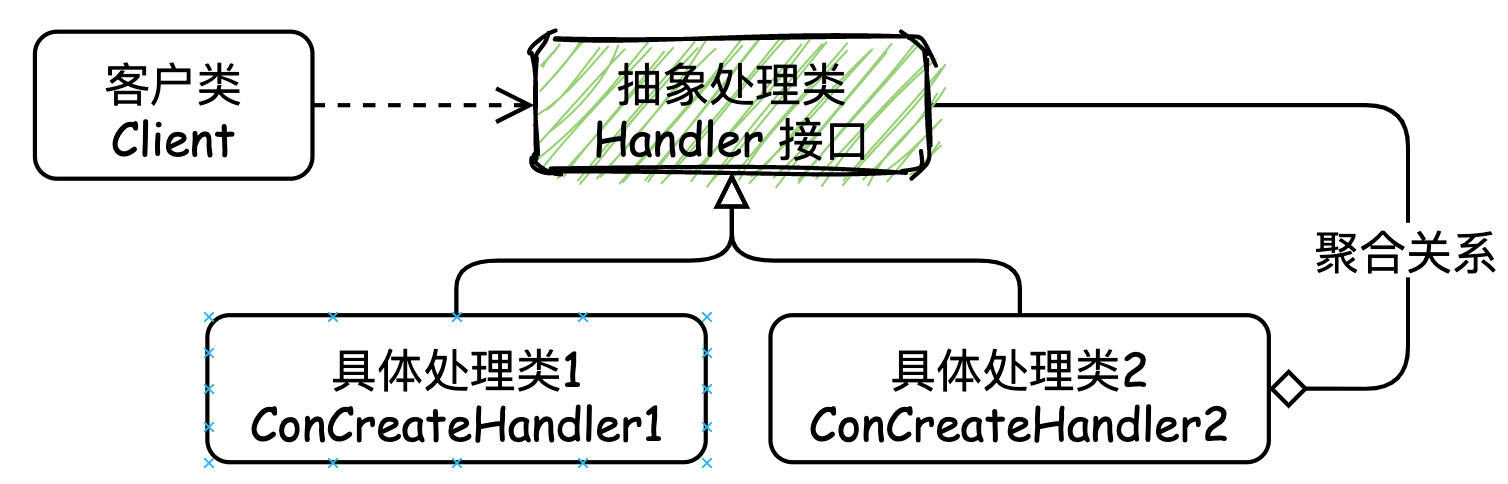 客户类
Client
抽象处理类
Handler 接口
聚合关系
具体处理类1
ConCreateHandler1
具体处理类2
ConCreateHandler2